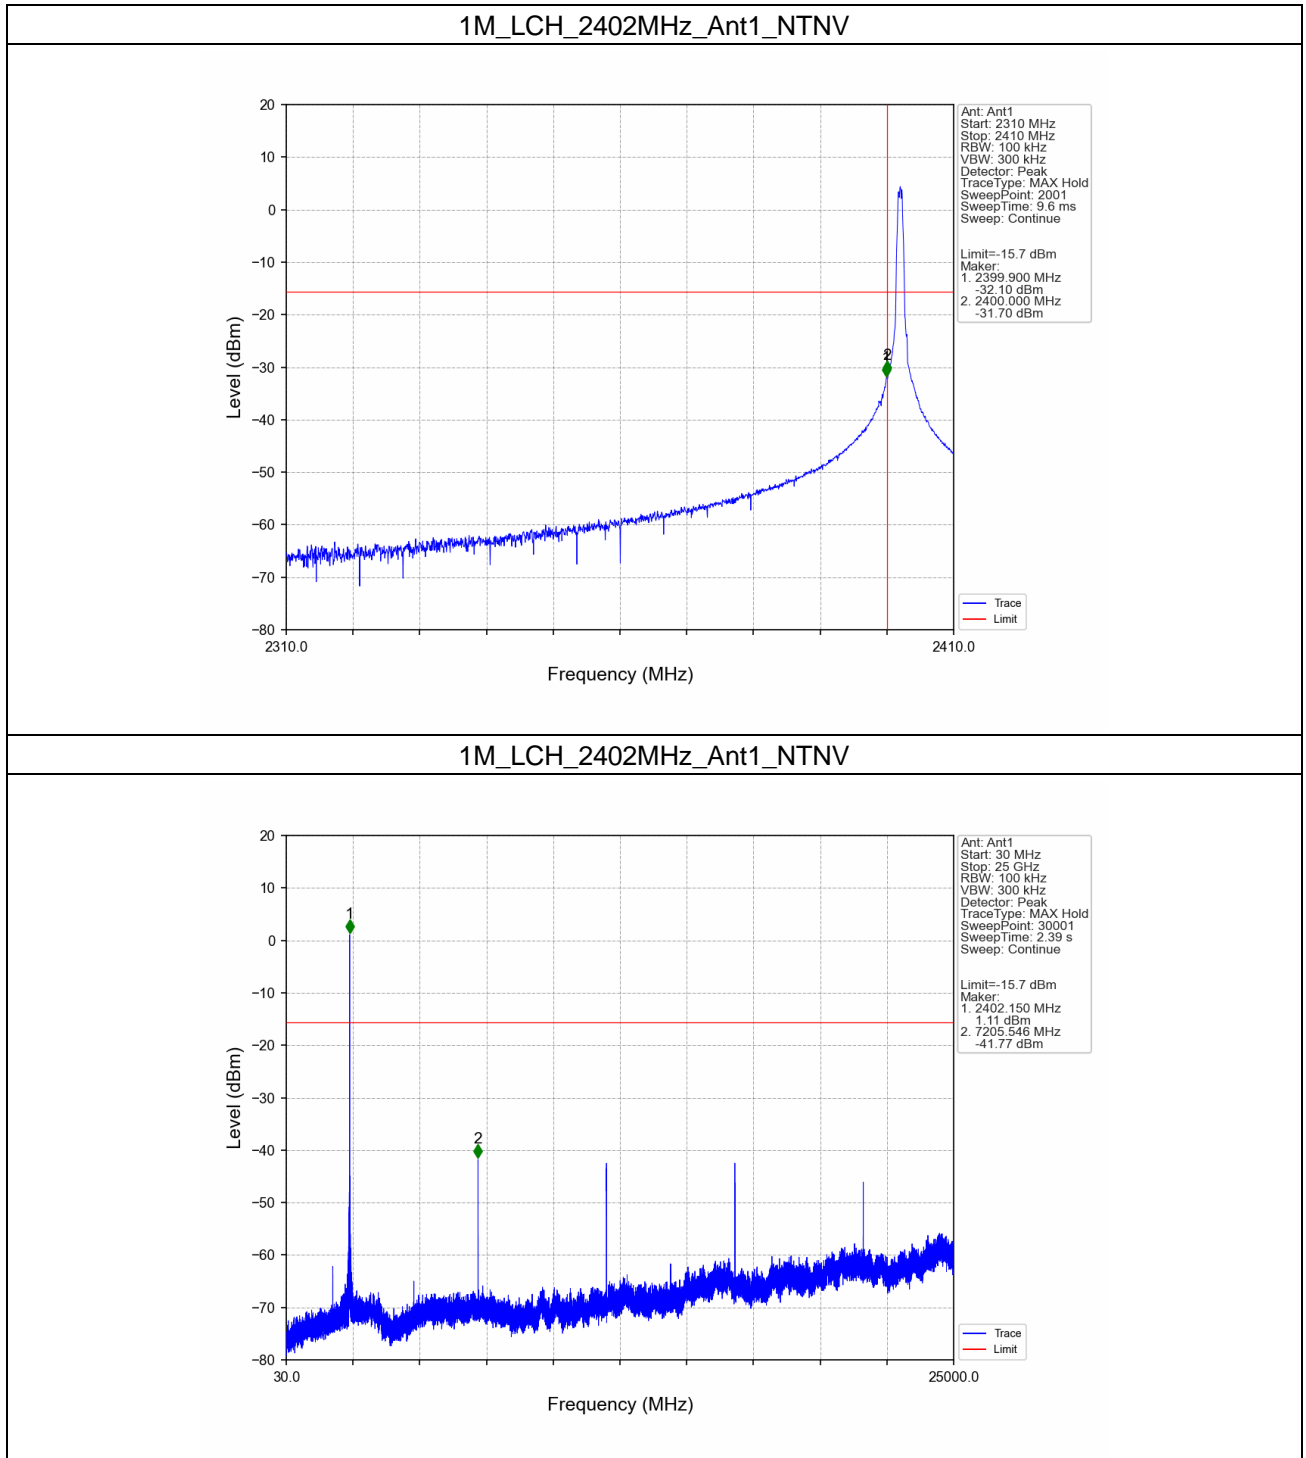 1M_LCH_2402MHz_Ant1_NTNV
20
10
0
−10
−20
−30
−40
−50
−60
−70
−80
Level (dBm)
2310.0
2410.0
Frequency (MHz)
2
Ant: Ant1
Start: 2310 MHz
Stop: 2410 MHz
RBW: 100 kHz
VBW: 300 kHz
Detector: Peak
TraceType: MAX Hold
SweepPoint: 2001
SweepTime: 9.6 ms
Sweep: Continue
Limit=-15.7 dBm
Maker:
1. 2399.900 MHz
-32.10 dBm
2. 2400.000 MHz
-31.70 dBm
Trace
Limit
1M_LCH_2402MHz_Ant1_NTNV
20
10
0
−10
−20
−30
−40
−50
−60
−70
−80
Level (dBm)
30.0
25000.0
Frequency (MHz)
1
2
Ant: Ant1
Start: 30 MHz
Stop: 25 GHz
RBW: 100 kHz
VBW: 300 kHz
Detector: Peak
TraceType: MAX Hold
SweepPoint: 30001
SweepTime: 2.39 s
Sweep: Continue
Limit=-15.7 dBm
Maker:
1. 2402.150 MHz
1.11 dBm
2. 7205.546 MHz
-41.77 dBm
Trace
Limit